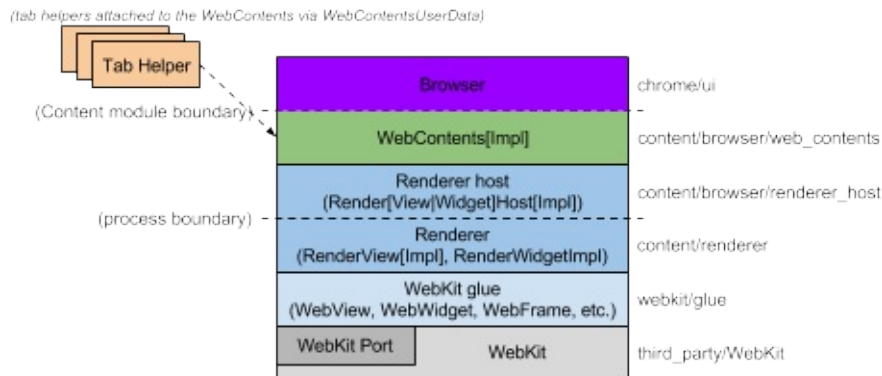 (tab helpers attached to the WebContents via WebContentsUserData)
Tab Helper
Browser
chrome/ui
(Content module boundary)
WebContents[Impl]
content/browser/web_contents
Renderer host
(Render[View|Widget]Host[Impl])
content/browser/renderer_host
(process boundary)
Renderer
(RenderView[Impl], RenderWidgetImpl)
content/renderer
WebKit glue
(WebView, WebWidget, WebFrame, etc.)
webkit/glue
WebKit Port
WebKit
third_party/WebKit